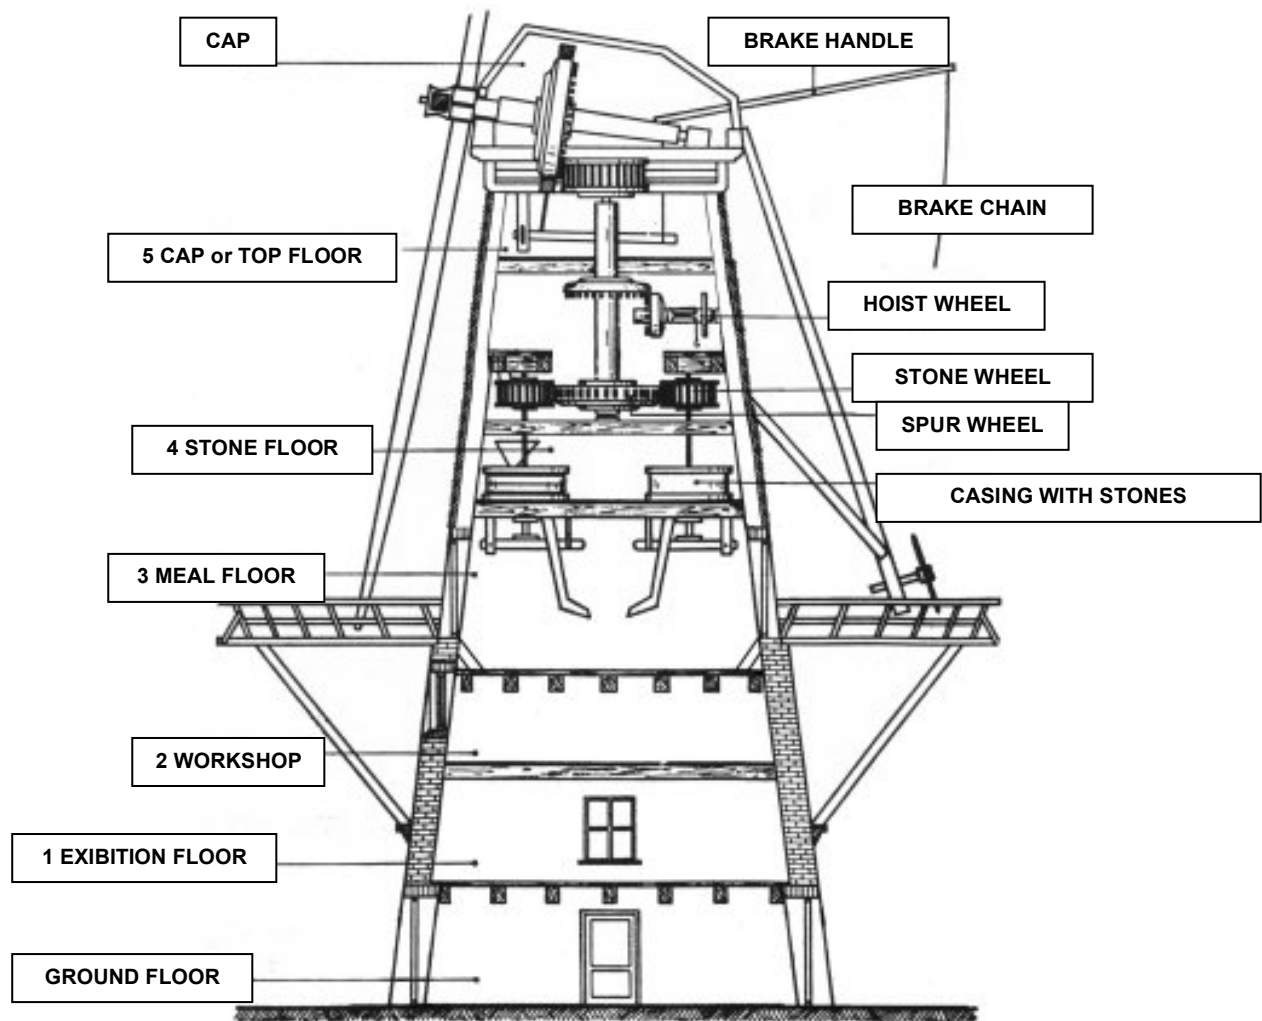 CAP
BRAKE HANDLE
BRAKE CHAIN
5 CAP or TOP FLOOR
HOIST WHEEL
STONE WHEEL
SPUR WHEEL
4 STONE FLOOR
CASING WITH STONES
3 MEAL FLOOR
2 WORKSHOP
1 EXIBITION FLOOR
GROUND FLOOR